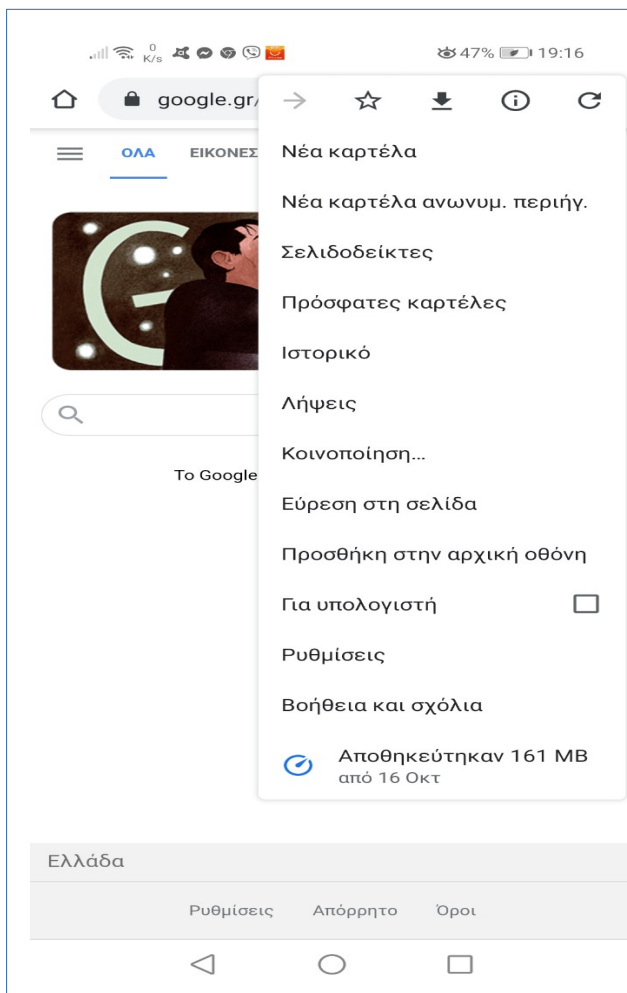 0 K/s 47% 19:16
google.gr/
ΟΛΑ ΕΙΚΟΝΕΣ
G
Το Google
Νέα καρτέλα
Νέα καρτέλα ανωνυμ. περιήγ.
Σελιδοδείκτες
Πρόσφατες καρτέλες
Ιστορικό
Λήψεις
Κοινοποίηση...
Εύρεση στη σελίδα
Προσθήκη στην αρχική οθόνη
Για υπολογιστή
Ρυθμίσεις
Βοήθεια και σχόλια
Αποθηκεύτηκαν 161 MB
από 16 Οκτ
Ελλάδα
Ρυθμίσεις Απόρρητο Όροι